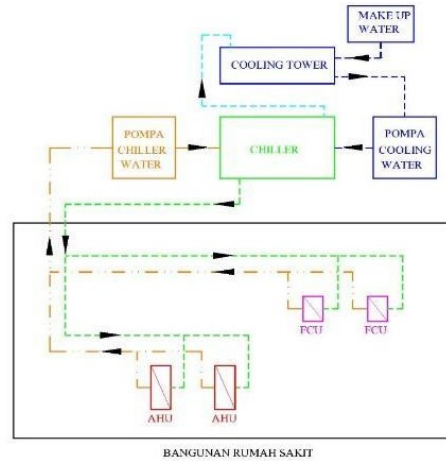 MAKE UP
WATER
COOLING TOWER
POMPA
CHILLER
WATER
CHILLER
POMPA
COOLING
WATER
FCU
FCU
AHU
AHU
BANGUNAN RUMAH SAKIT